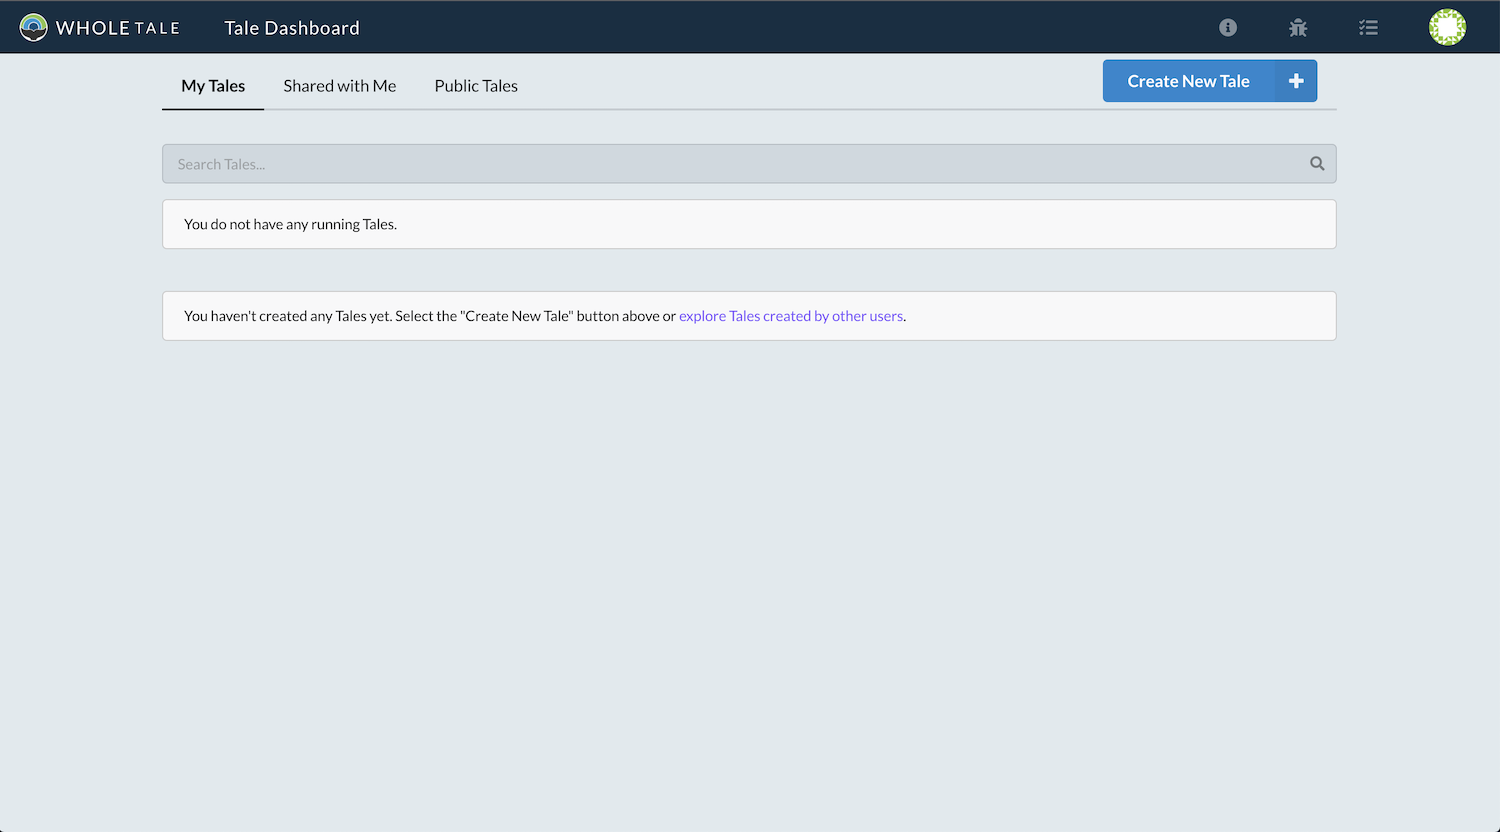 WHOLE TALE
Tale Dashboard
My Tales
Shared with Me
Public Tales
Create New Tale
Search Tales...
You do not have any running Tales.
You haven't created any Tales yet. Select the "Create New Tale" button above or explore Tales created by other users.